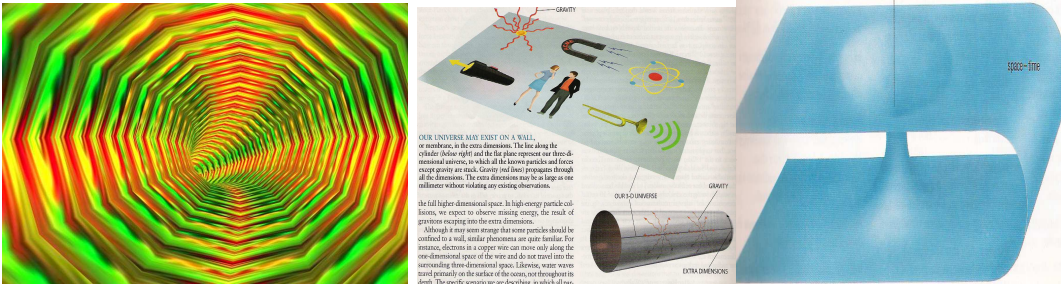 GRAVITY
OUR UNIVERSE MAY EXIST ON A WALL,
or membrane, in the extra dimensions. The line along the
cylinder (below right) and the flat plane represent our three-di-
mensional universe, to which all the known particles and forces
except gravity are stuck. Gravity (red lines) propagates through
all the dimensions. The extra dimensions may be as large as one
millimeter without violating any existing observations.
the full higher-dimensional space. In high-energy particle col-
lisions, we expect to observe missing energy, the result of
gravitons escaping into the extra dimensions.
Although it may seem strange that some particles should be
confined to a wall, similar phenomena are quite familiar. For
instance, electrons in a copper wire can move only along the
one-dimensional space of the wire and do not travel into the
surrounding three-dimensional space. Likewise, water waves
travel primarily on the surface of the ocean, not throughout its
depth. The specific scenario we are describing, in which all par-
OUR 3-D UNIVERSE
GRAVITY
EXTRA DIMENSIONS
space-time